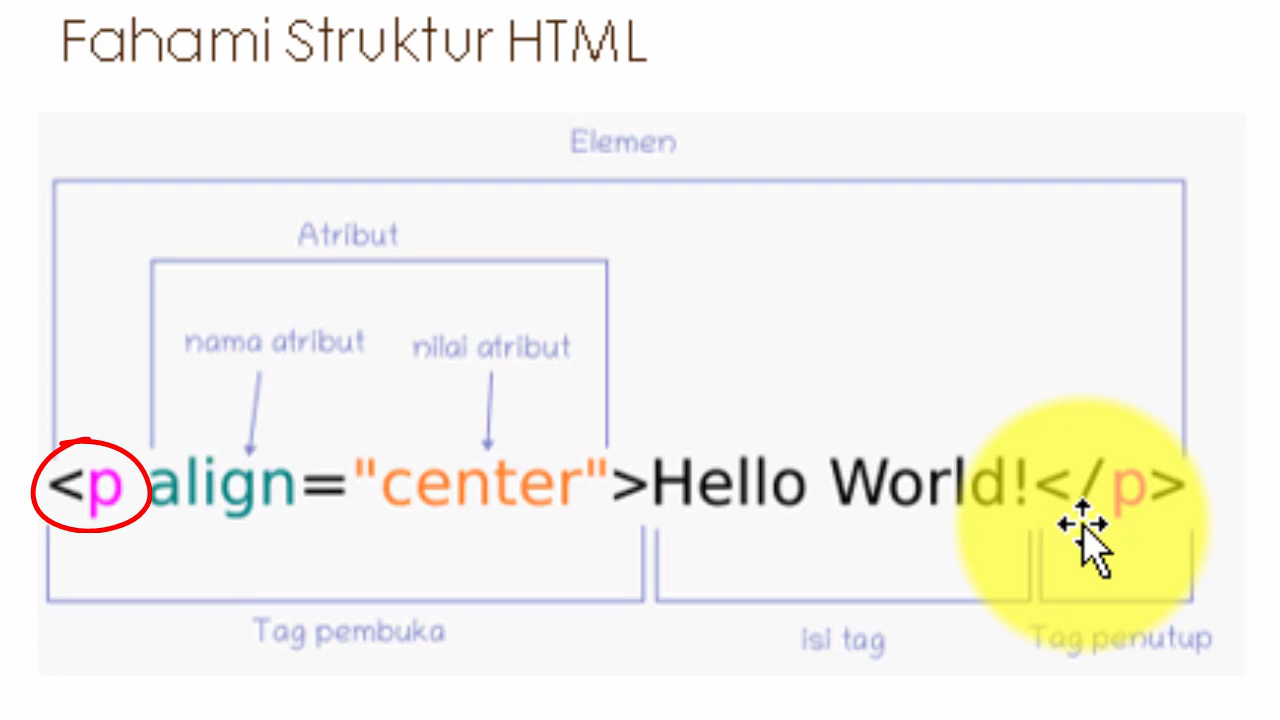 Fahami Struktur HTML
Elemen
Atribut
nama atribut
nilai atribut
<p align="center">Hello World!</p>
Tag pembuka
isi tag
Tag penutup